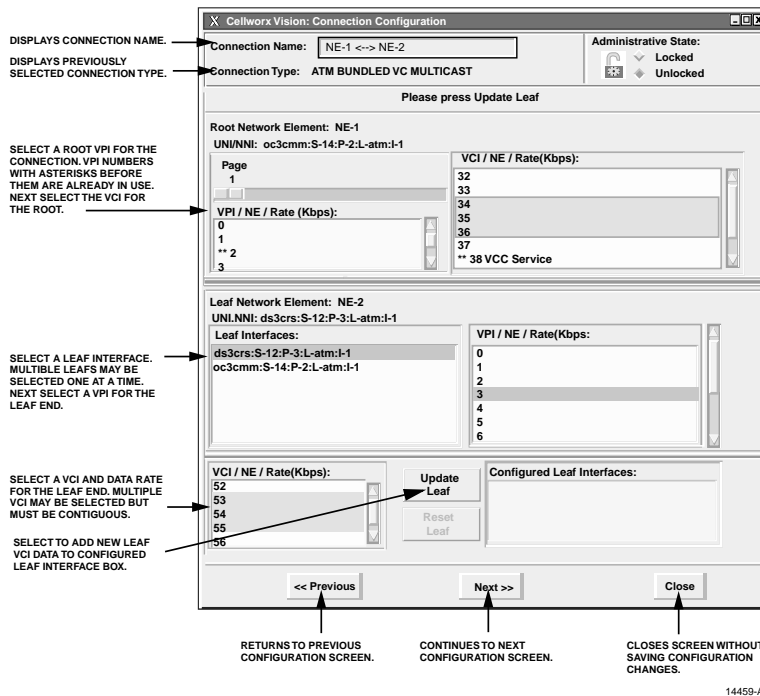 X Cellworx Vision: Connection Configuration
DISPLAYS CONNECTION NAME.
Connection Name: NE-1 <--> NE-2
Administrative State:
Locked
Unlocked
DISPLAYS PREVIOUSLY
SELECTED CONNECTION TYPE.
Connection Type: ATM BUNDLED VC MULTICAST
Please press Update Leaf
Root Network Element: NE-1
UNI/NNI: oc3cmm:S-14:P-2:L-atm:I-1
SELECT A ROOT VPI FOR THE
CONNECTION. VPI NUMBERS
WITH ASTERISKS BEFORE
THEM ARE ALREADY IN USE.
NEXT SELECT THE VCI FOR
THE ROOT.
Page
1
VPI / NE / Rate (Kbps):
0
1
** 2
3
VCI / NE / Rate(Kbps):
32
33
34
35
36
37
** 38 VCC Service
Leaf Network Element: NE-2
UNI.NNI: ds3crs:S-12:P-3:L-atm:I-1
SELECT A LEAF INTERFACE.
MULTIBLE LEAFS MAY BE
SELECTED ONE AT A TIME.
NEXT SELECT A VPI FOR THE
LEAF END.
Leaf Interfaces:
ds3crs:S-12:P-3:L-atm:I-1
oc3cmm:S-14:P-2:L-atm:I-1
VPI / NE / Rate(Kbps:
0
1
2
3
4
5
6
SELECT A VCI AND DATA RATE
FOR THE LEAF END. MULTIPLE
VCI MAY BE SELECTED BUT
MUST BE CONTIGUOUS.
SELECT TO ADD NEW LEAF
VCI DATA TO CONFIGURED
LEAF INTERFACE BOX.
VCI / NE / Rate(Kbps):
52
53
54
55
56
Update
Leaf
Reset
Leaf
Configured Leaf Interfaces:
<< Previous
Next >>
Close
RETURNS TO PREVIOUS
CONFIGURATION SCREEN.
CONTINUES TO NEXT
CONFIGURATION SCREEN.
CLOSES SCREEN WITHOUT
SAVING CONFIGURATION
CHANGES.
14459-A